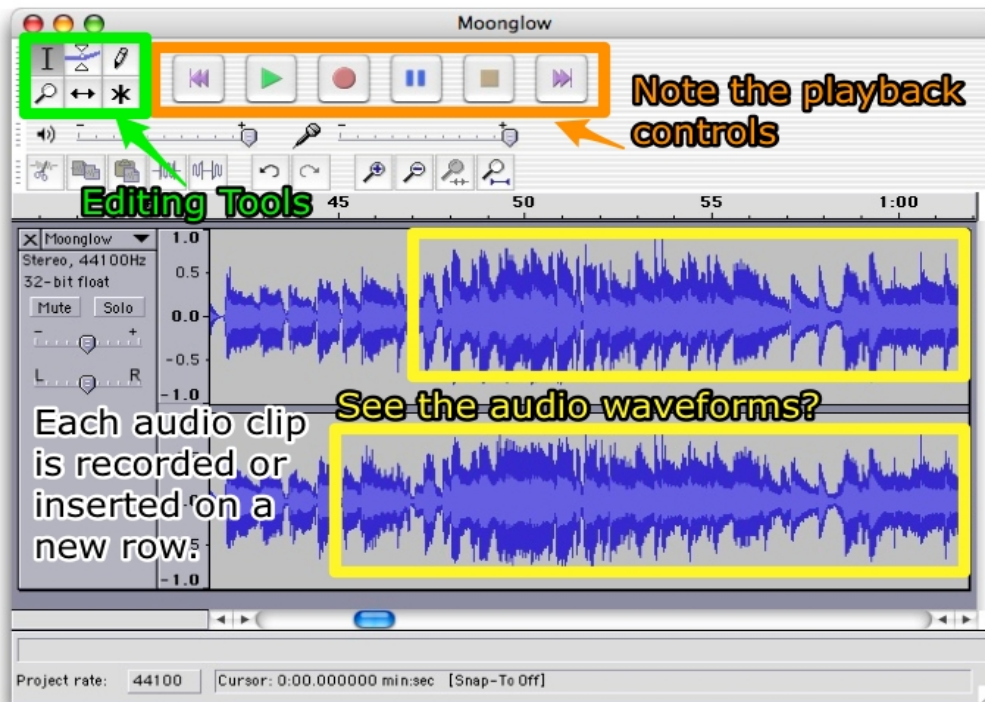 Moonglow
Note the playback
controls
Editing Tools
45 50 55 1:00
Moonglow
Stereo, 44100Hz
32-bit float
Mute Solo
- +
L R
1.0
0.5
0.0
-0.5
-1.0
See the audio waveforms?
Each audio clip
is recorded or
inserted on a
new row.
-1.0
Project rate: 44100 Cursor: 0:00.000000 min:sec [Snap-To Off]